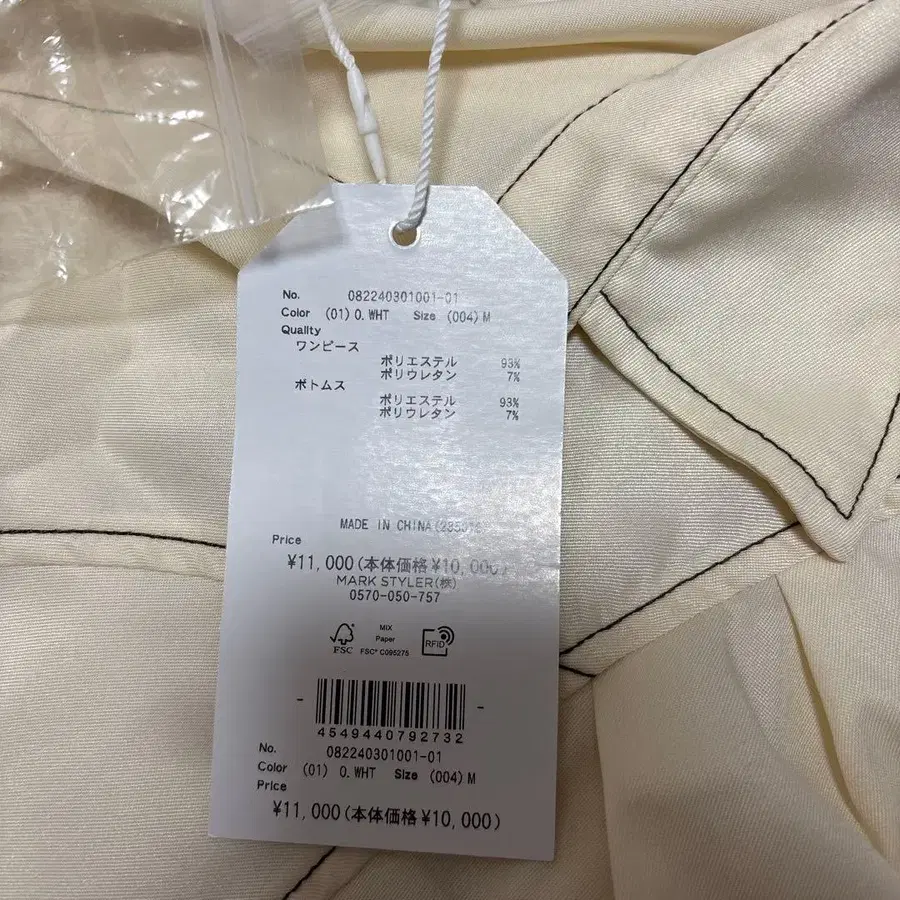 No. 082240301001-01
Color (01) O.WHT Size (004) M
Quality
ワンピース
ポリエステル 93%
ポリウレタン 7%
ボトムス
ポリエステル 93%
ポリウレタン 7%
MADE IN CHINA
Price
¥11,000(本体価格¥10,000)
MARK STYLER(株)
0570-050-757
MIX
Paper
FSC FSC® C095275
RFID
4549440792732
No. 082240301001-01
Color (01) O.WHT Size (004) M
Price
¥11,000(本体価格¥10,000)